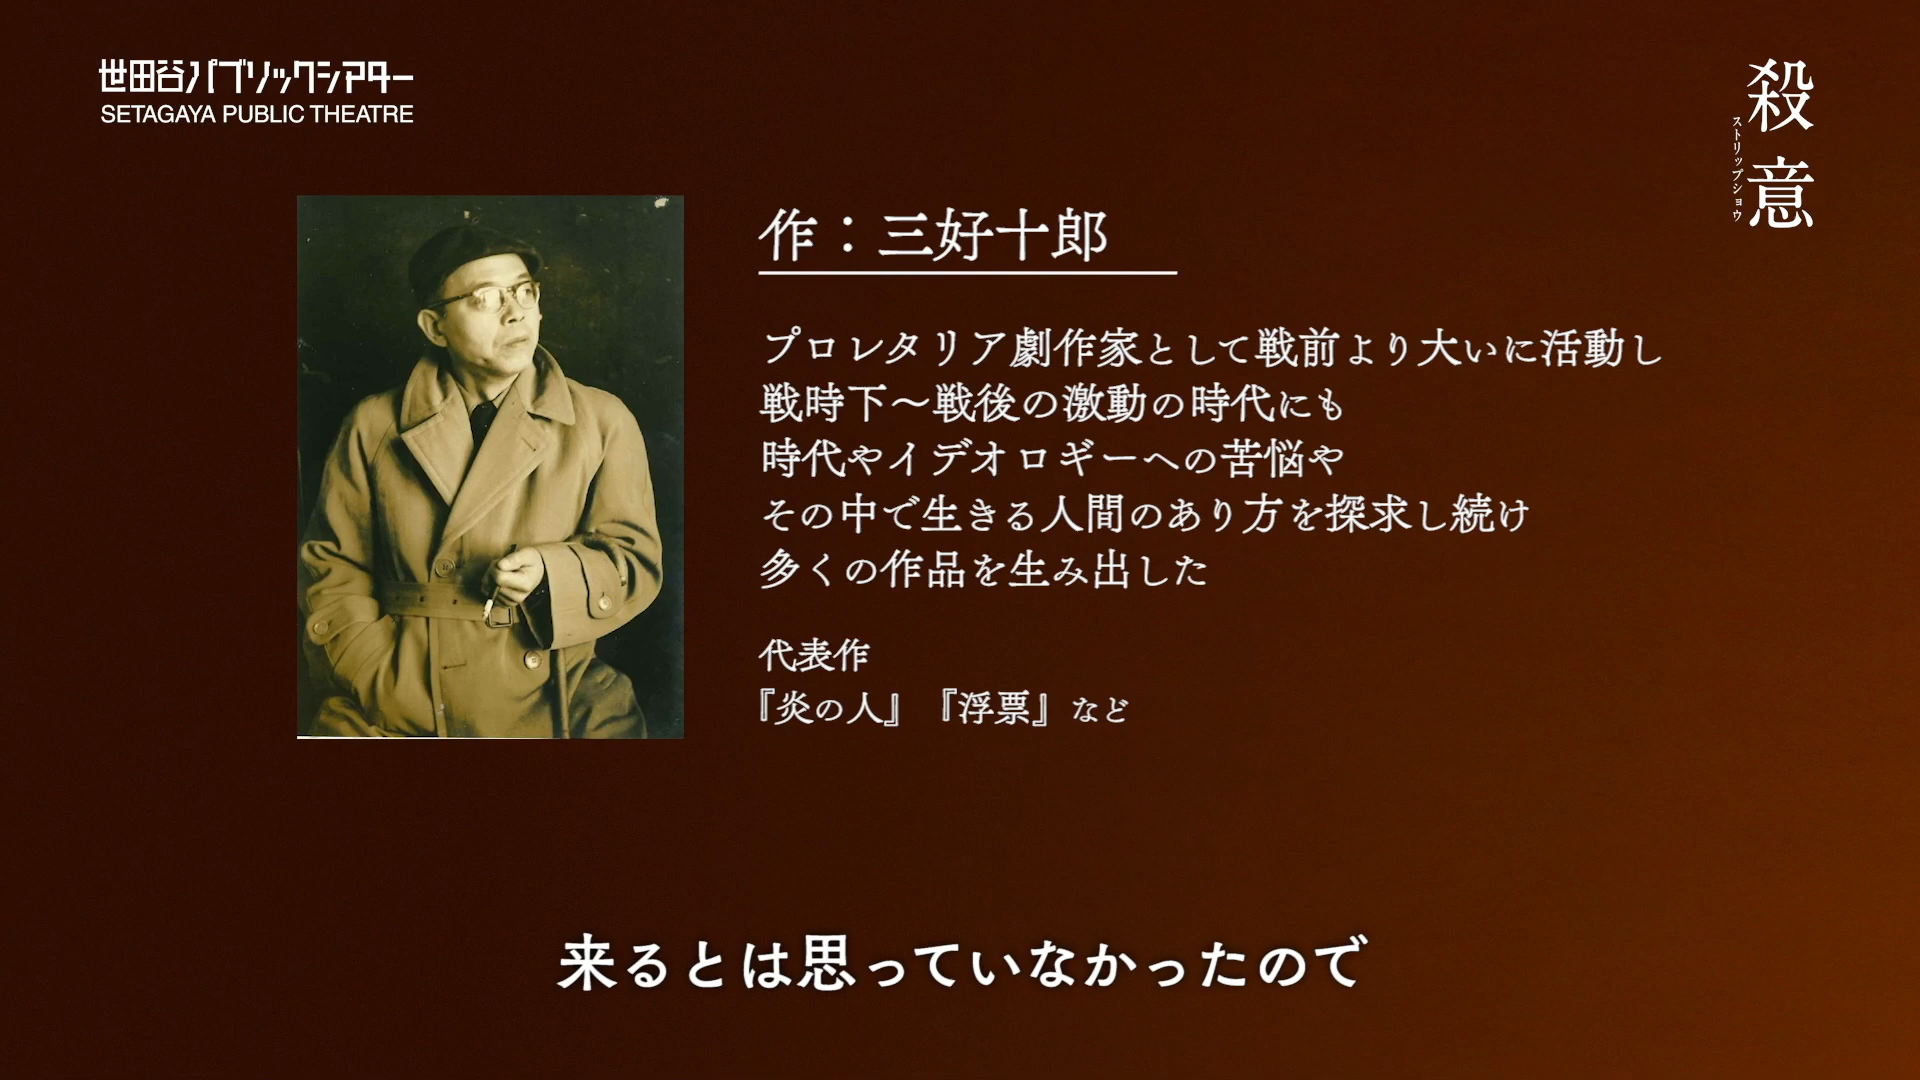 世田谷パブリックシアター
SETAGAYA PUBLIC THEATRE
殺意
ストリップショウ
作：三好十郎
プロレタリア劇作家として戦前より大いに活動し
戦時下〜戦後の激動の時代にも
時代やイデオロギーへの苦悩や
その中で生きる人間のあり方を探求し続け
多くの作品を生み出した
代表作
『炎の人』『浮票』など
来るとは思っていなかったので